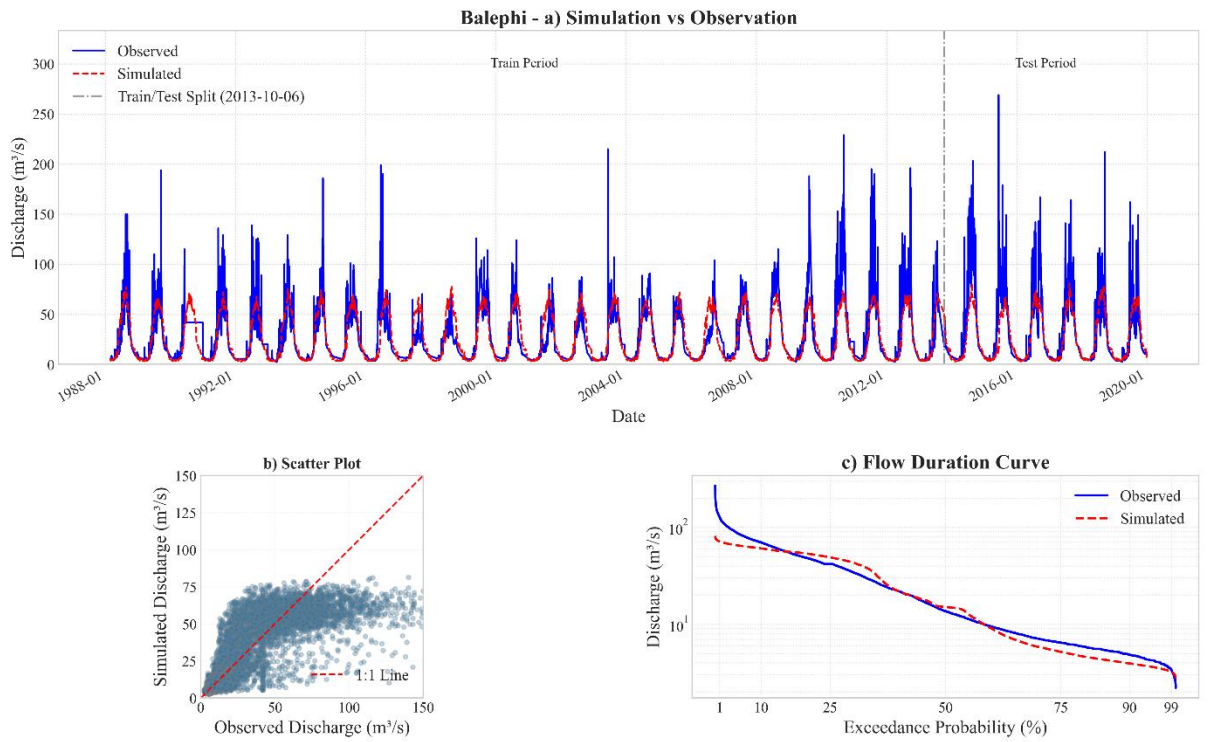 Balephi - a) Simulation vs Observation
Observed
Simulated
Train/Test Split (2013-10-06)
Train Period
Test Period
Discharge (m³/s)
300
250
200
150
100
50
0
1988-01
1992-01
1996-01
2000-01
2004-01
2008-01
2012-01
2016-01
2020-01
Date
b) Scatter Plot
Simulated Discharge (m³/s)
150
125
100
75
50
25
0
1:1 Line
0
50
100
150
Observed Discharge (m³/s)
c) Flow Duration Curve
Observed
Simulated
Discharge (m³/s)
10²
10¹
1
10
25
50
75
90
99
Exceedance Probability (%)